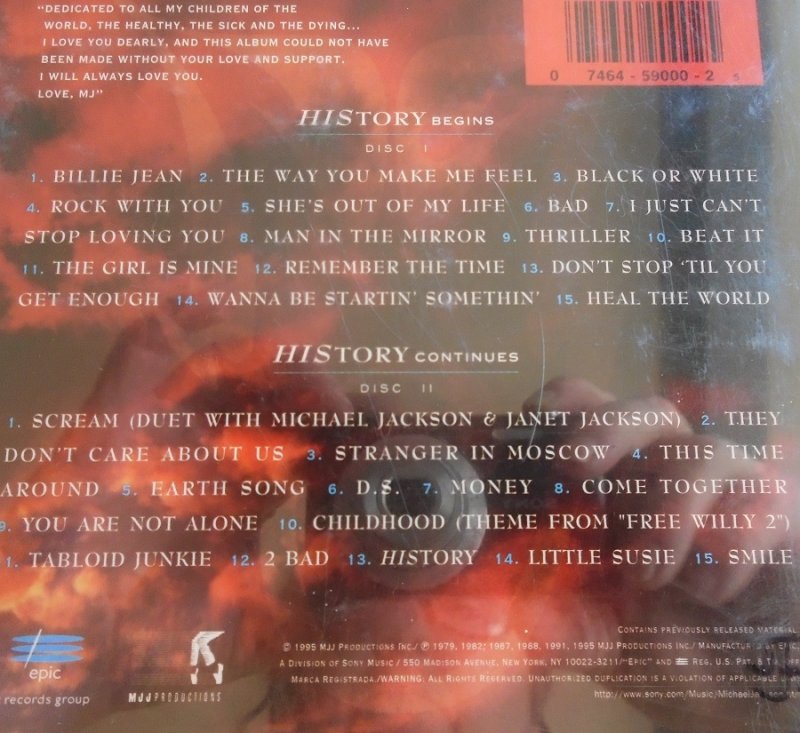 "DEDICATED TO ALL MY CHILDREN OF THE
WORLD, THE HEALTHY, THE SICK AND THE DYING...
I LOVE YOU DEARLY, AND THIS ALBUM COULD NOT HAVE
BEEN MADE WITHOUT YOUR LOVE AND SUPPORT.
I WILL ALWAYS LOVE YOU.
LOVE, MJ"
0 7464-59000-2 5
HISTORY BEGINS
DISC I
1. BILLIE JEAN 2. THE WAY YOU MAKE ME FEEL 3. BLACK OR WHITE
4. ROCK WITH YOU 5. SHE'S OUT OF MY LIFE 6. BAD 7. I JUST CAN'T
STOP LOVING YOU 8. MAN IN THE MIRROR 9. THRILLER 10. BEAT IT
11. THE GIRL IS MINE 12. REMEMBER THE TIME 13. DON'T STOP 'TIL YOU
GET ENOUGH 14. WANNA BE STARTIN' SOMETHIN' 15. HEAL THE WORLD
HISTORY CONTINUES
DISC II
1. SCREAM (DUET WITH MICHAEL JACKSON & JANET JACKSON) 2. THEY
DON'T CARE ABOUT US 3. STRANGER IN MOSCOW 4. THIS TIME
AROUND 5. EARTH SONG 6. D.S. 7. MONEY 8. COME TOGETHER
9. YOU ARE NOT ALONE 10. CHILDHOOD (THEME FROM "FREE WILLY 2")
1. TABLOID JUNKIE 12. 2 BAD 13. HISTORY 14. LITTLE SUSIE 15. SMILE
epic
records group
MJJ PRODUCTIONS
CONTAINS PREVIOUSLY RELEASED MATERIAL
© 1995 MJJ PRODUCTIONS INC./ ℗ 1979, 1982, 1987, 1988, 1991, 1995 MJJ PRODUCTIONS INC./ MANUFACTURED BY EPIC,
A DIVISION OF SONY MUSIC / 550 MADISON AVENUE, NEW YORK, NY 10022-3211/"EPIC" AND REG. U.S. PAT. & T
MARCA REGISTRADA./WARNING: ALL RIGHTS RESERVED. UNAUTHORIZED DUPLICATION IS A VIOLATION OF APPLICABLE
http://www.sony.com/Music/MichaelJackson.html